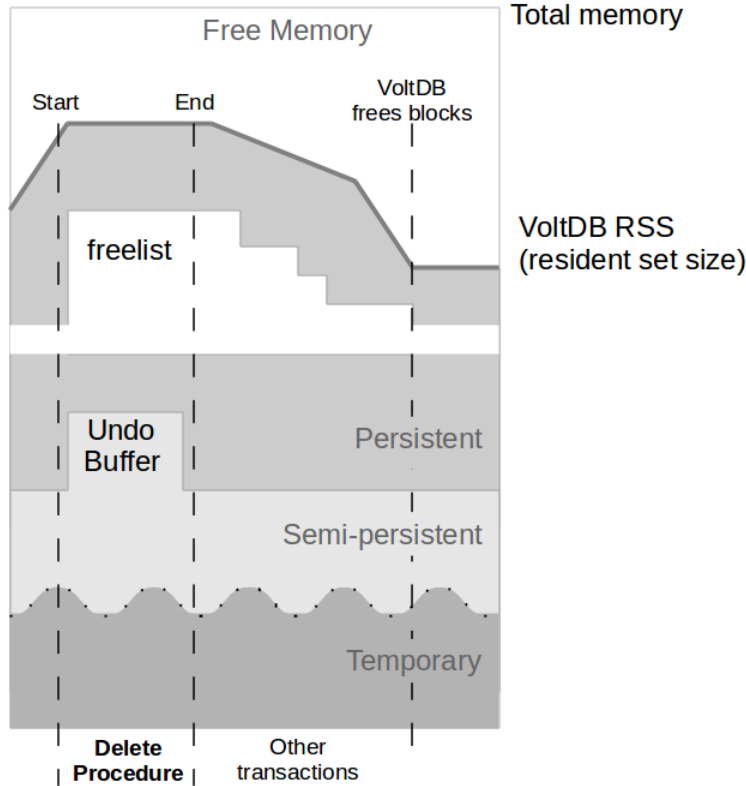 Total memory
Free Memory
Start
End
VoltDB
frees blocks
freelist
VoltDB RSS
(resident set size)
Undo
Buffer
Persistent
Semi-persistent
Temporary
Delete
Procedure
Other
transactions